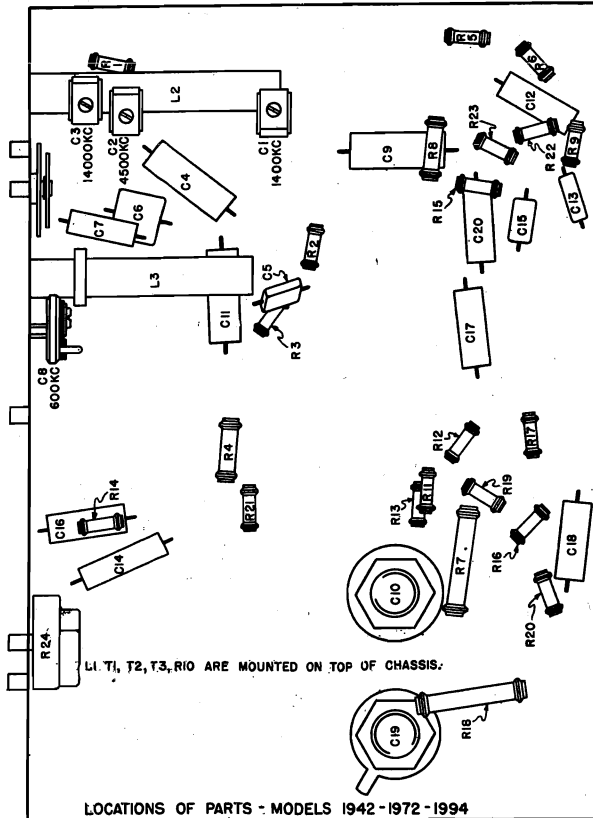 R1
R5
R6
L2
C12
R23
C3
14000KC
C2
4500KC
C1
1400KC
C9
R8
R22
R9
C4
R15
C13
C6
C7
C20
C15
R2
L3
C5
C11
C17
R3
C8
600KC
R4
R12
R17
R14
R21
R13
R11
R19
C16
R16
C18
C14
R7
C10
R20
R24
L1. T1, T2, T3, R10 ARE MOUNTED ON TOP OF CHASSIS.
R18
C19
LOCATIONS OF PARTS - MODELS 1942-1972-1994